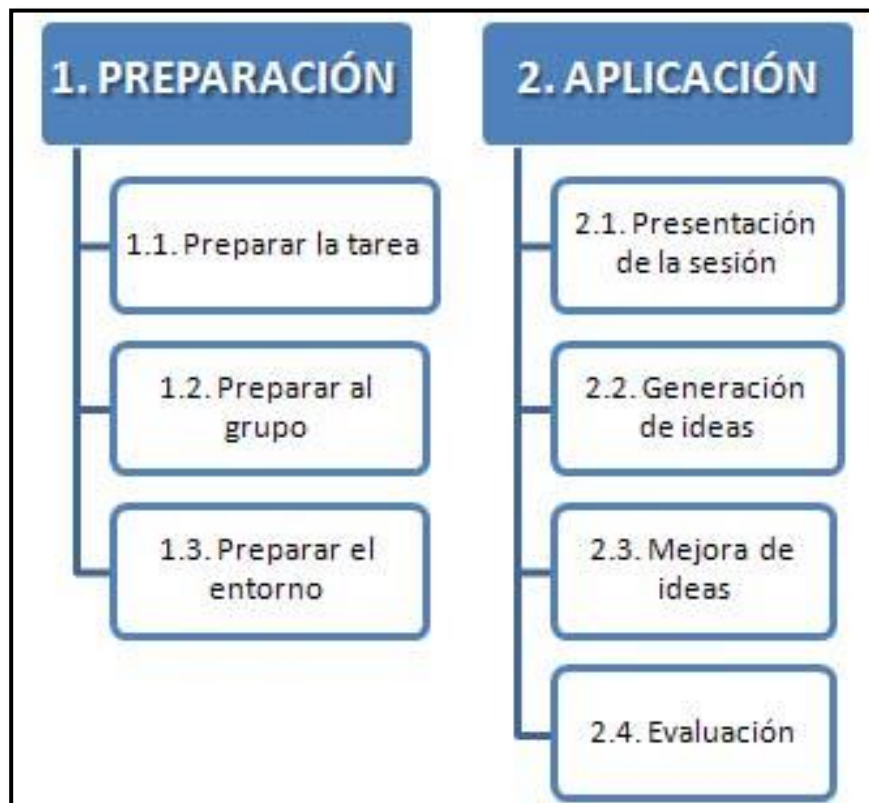 1. PREPARACIÓN
1.1. Preparar la tarea
1.2. Preparar al
grupo
1.3. Preparar el
entorno
2. APLICACIÓN
2.1. Presentación
de la sesión
2.2. Generación
de ideas
2.3. Mejora de
ideas
2.4. Evaluación